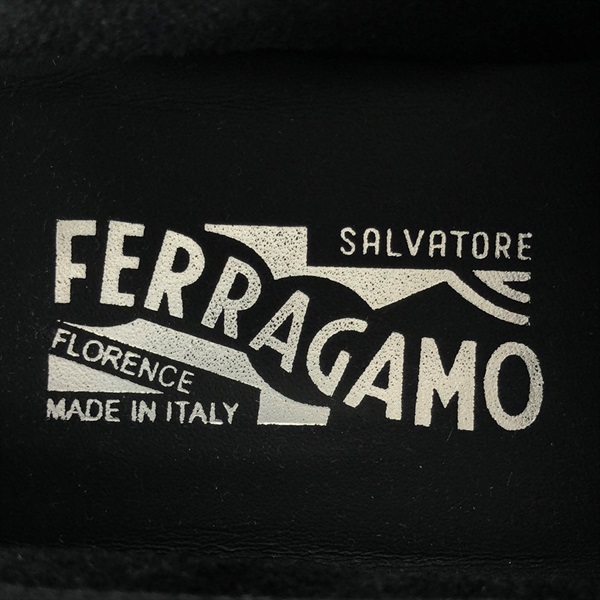 SALVATORE
FERRAGAMO
FLORENCE
MADE IN ITALY